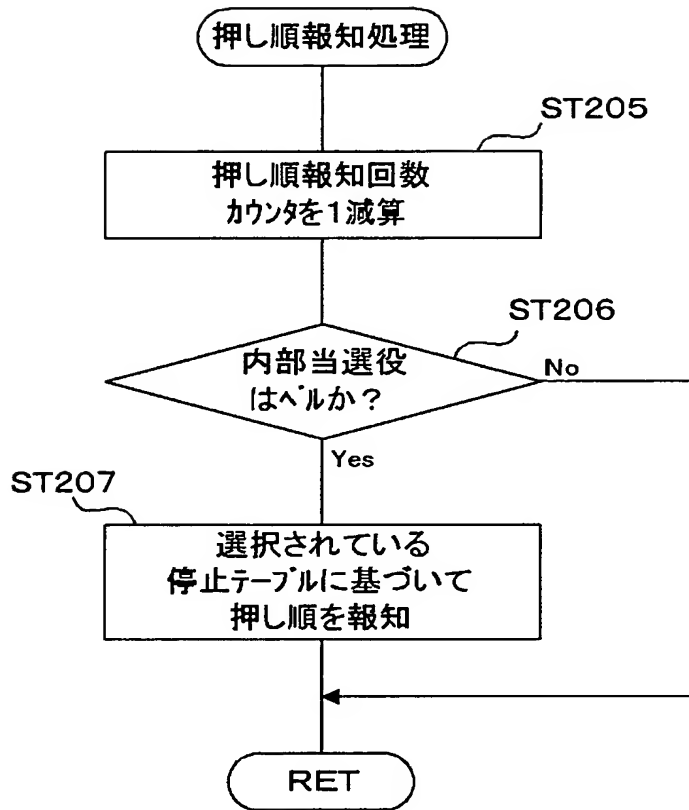 押し順報知処理
ST205
押し順報知回数
ｶｳﾝﾀを1減算
ST206
内部当選役
はﾍﾞﾙか？
No
Yes
ST207
選択されている
停止ﾃｰﾌﾞﾙに基づいて
押し順を報知
RET